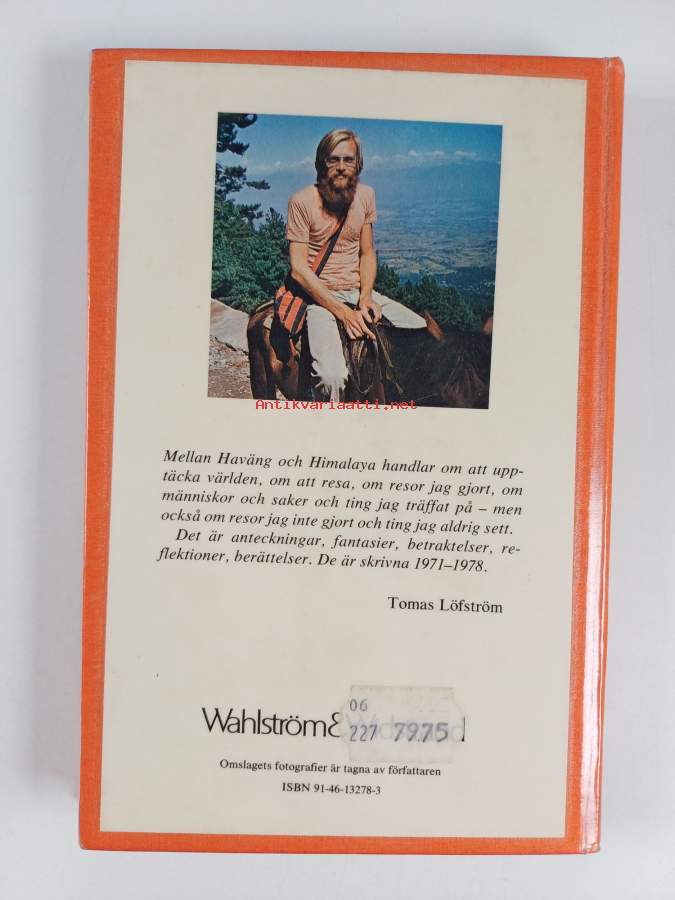 Antikvariaatti.net
Mellan Haväng och Himalaya handlar om att upp-
täcka världen, om att resa, om resor jag gjort, om
människor och saker och ting jag träffat på – men
också om resor jag inte gjort och ting jag aldrig sett.
Det är anteckningar, fantasier, betraktelser, re-
flektioner, berättelser. De är skrivna 1971–1978.
Tomas Löfström
06
Wahlström&
227 79.75
Omslagets fotografier är tagna av författaren
ISBN 91-46-13278-3